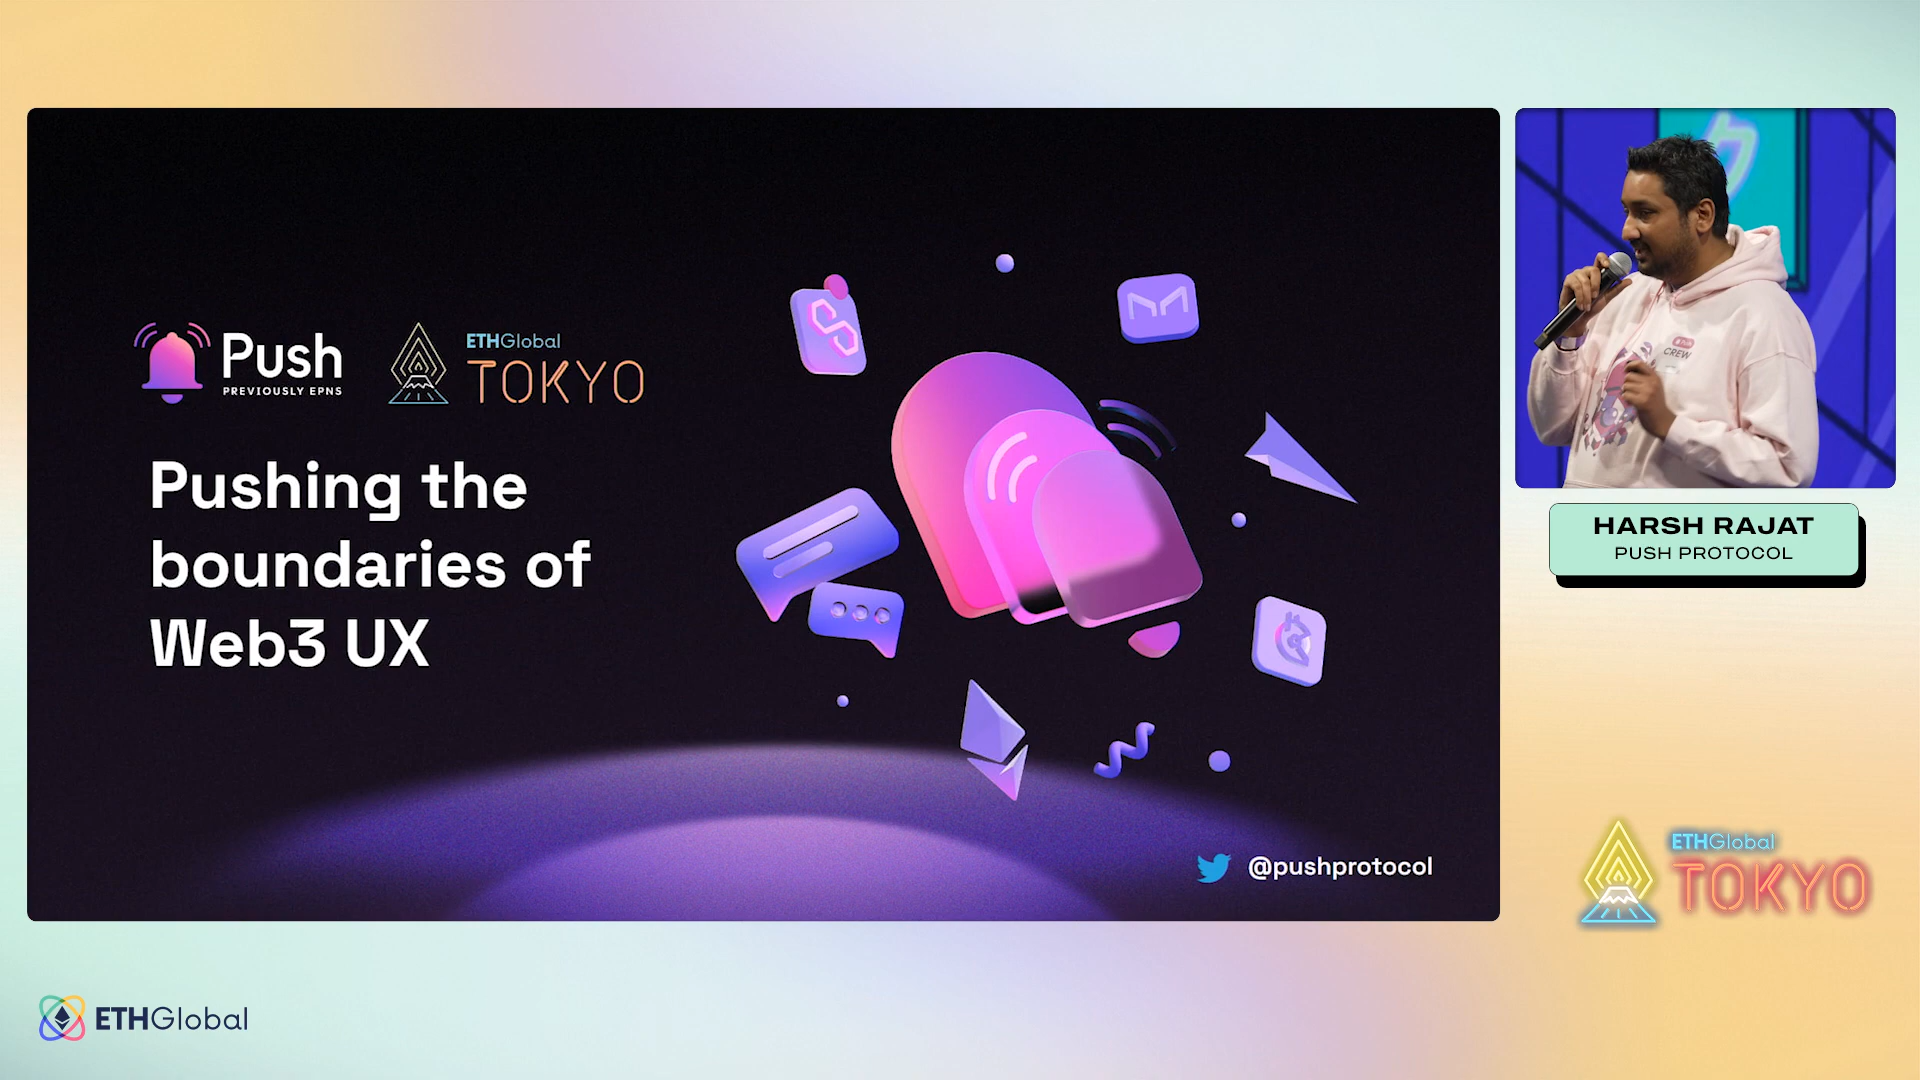 Push
PREVIOUSLY EPNS
ETHGlobal
TOKYO
Pushing the
boundaries of
Web3 UX
@pushprotocol
CREW
HARSH RAJAT
PUSH PROTOCOL
ETHGlobal
TOKYO
ETHGlobal